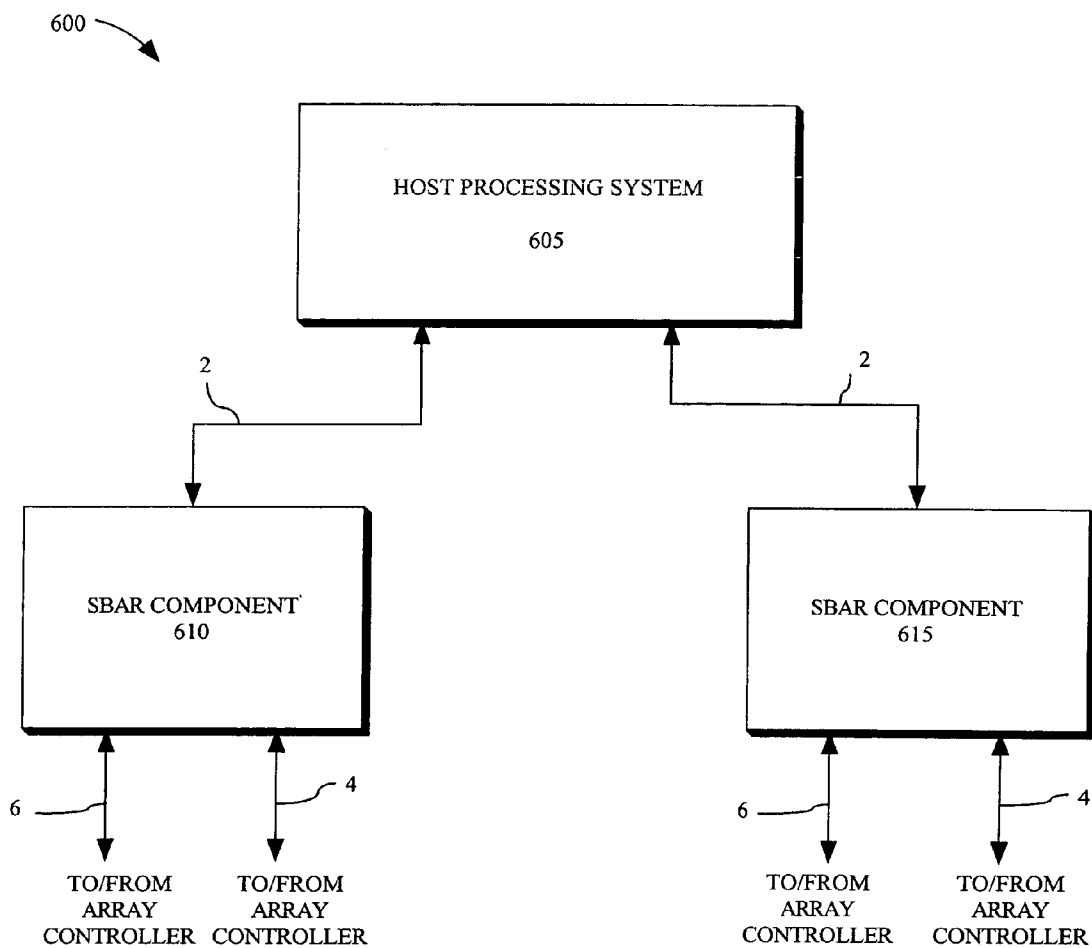 600
HOST PROCESSING SYSTEM
605
2
2
SBAR COMPONENT
610
SBAR COMPONENT
615
6
4
6
4
TO/FROM
ARRAY
CONTROLLER
TO/FROM
ARRAY
CONTROLLER
TO/FROM
ARRAY
CONTROLLER
TO/FROM
ARRAY
CONTROLLER